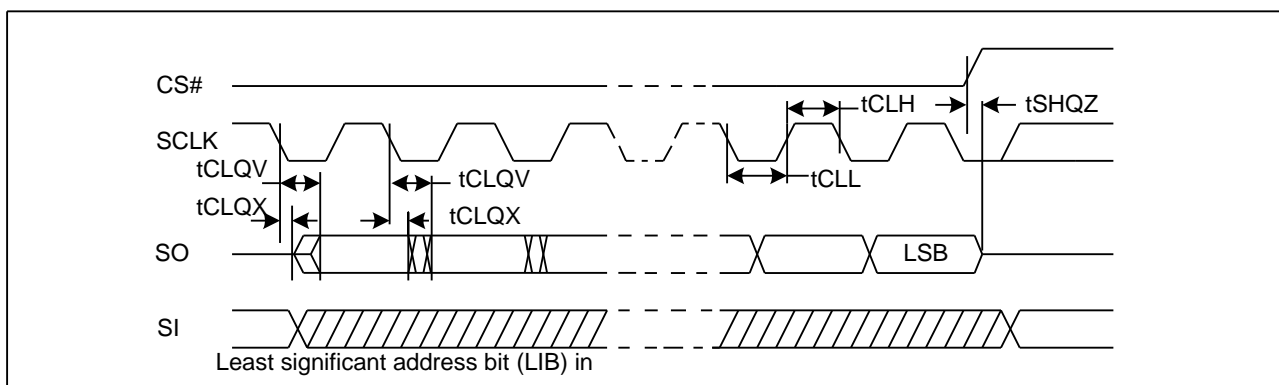 CS#
tCLH
tSHQZ
SCLK
tCLQV
tCLQV
tCLL
tCLQX
tCLQX
SO
LSB
SI
Least significant address bit (LIB) in